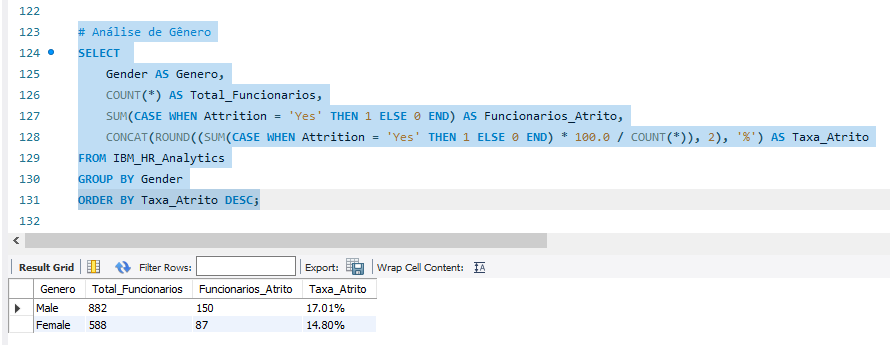 122
123 # Análise de Gênero
124 SELECT
125 Gender AS Genero,
126 COUNT(*) AS Total_Funcionarios,
127 SUM(CASE WHEN Attrition = 'Yes' THEN 1 ELSE 0 END) AS Funcionarios_Atrito,
128 CONCAT(ROUND((SUM(CASE WHEN Attrition = 'Yes' THEN 1 ELSE 0 END) * 100.0 / COUNT(*)), 2), '%') AS Taxa_Atrito
129 FROM IBM_HR_Analytics
130 GROUP BY Gender
131 ORDER BY Taxa_Atrito DESC;
132
Result Grid Filter Rows: Export: Wrap Cell Content:
Genero Total_Funcionarios Funcionarios_Atrito Taxa_Atrito
Male 882 150 17.01%
Female 588 87 14.80%